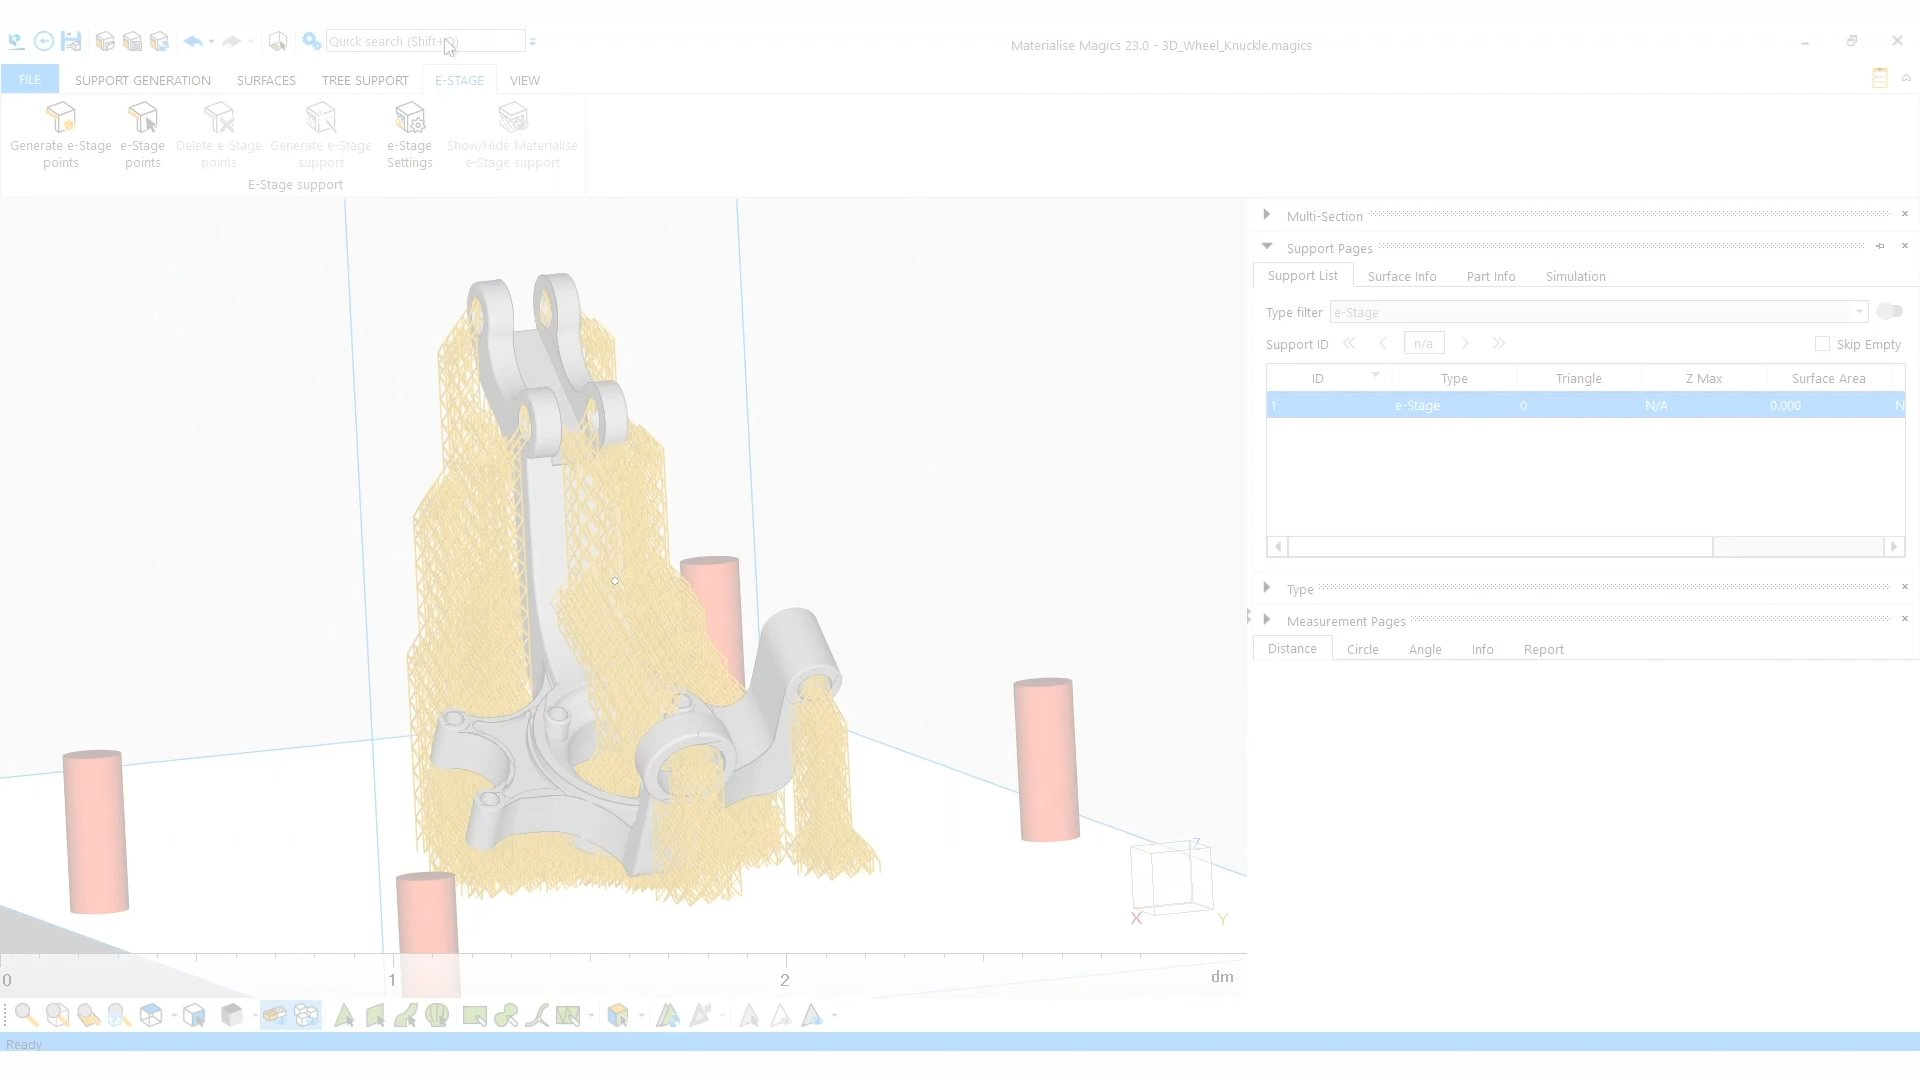 Quick search (Shift+Q)
Materialise Magics 23.0 - 3D_Wheel_Knuckle.magics
FILE
SUPPORT GENERATION
SURFACES
TREE SUPPORT
E-STAGE
VIEW
Generate e-Stage points
e-Stage points
Delete e-Stage points
Generate e-Stage support
e-Stage Settings
Show/Hide Materialise e-Stage support
E-Stage support
Multi-Section
Support Pages
Support List
Surface Info
Part Info
Simulation
Type filter
e-Stage
Support ID
n/a
Skip Empty
ID
Type
Triangle
Z Max
Surface Area
1
e-Stage
0
N/A
0.000
N
Type
Measurement Pages
Distance
Circle
Angle
Info
Report
Z
X
Y
0
1
2
dm
Ready